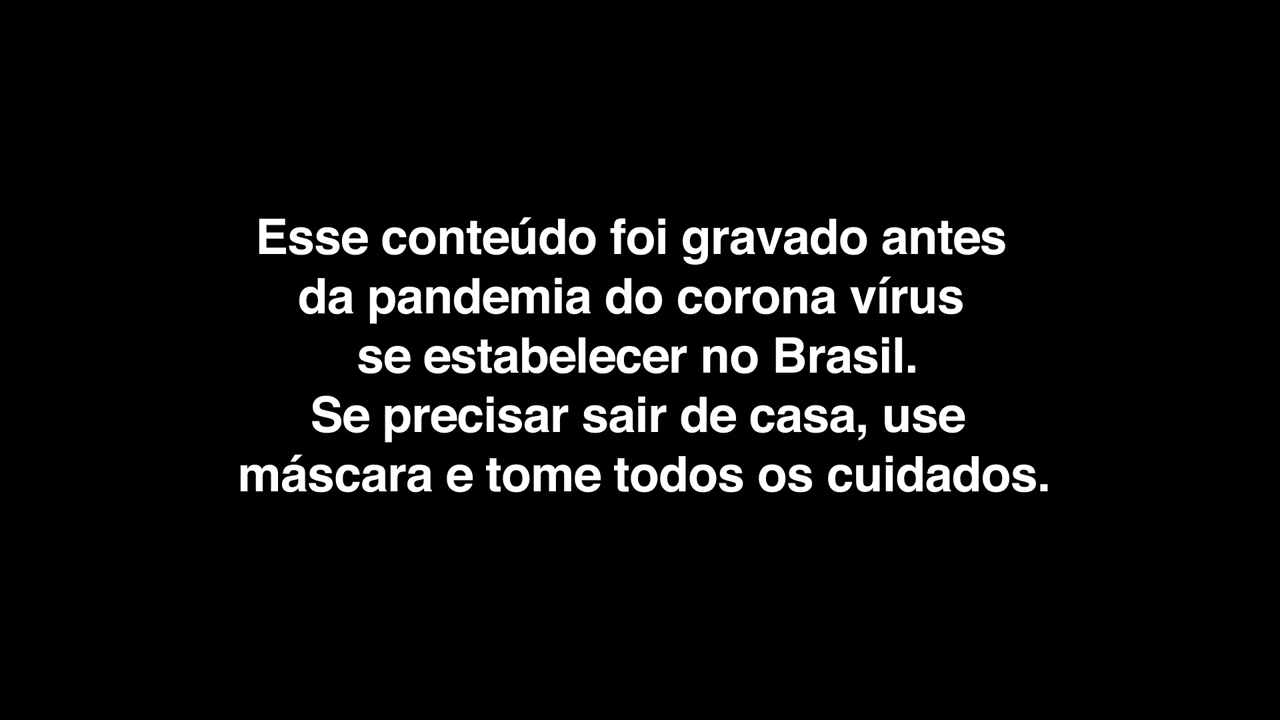 Esse conteúdo foi gravado antes
da pandemia do corona vírus
se estabelecer no Brasil.
Se precisar sair de casa, use
máscara e tome todos os cuidados.